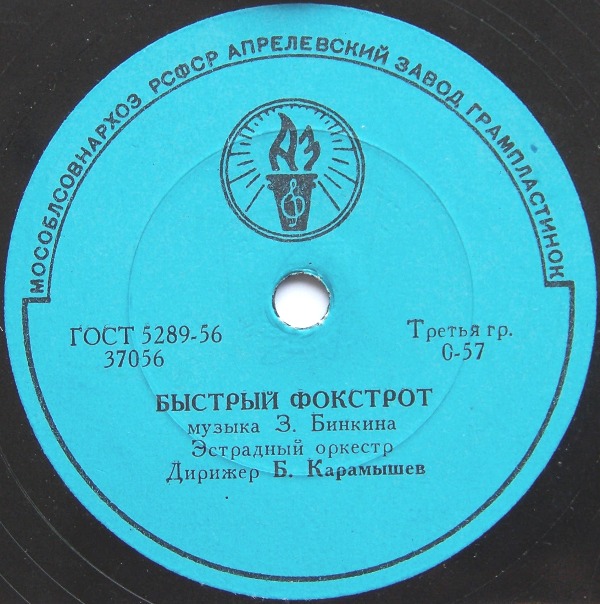 МОСОБЛСОВНАРХОЗ РСФСР АПРЕЛЕВСКИЙ ЗАВОД ГРАМПЛАСТИНОК
АЗ
ГОСТ 5289-56
37056
Третья гр.
0-57
БЫСТРЫЙ ФОКСТРОТ
музыка З. Бинкина
Эстрадный оркестр
Дирижер Б. Карамышев